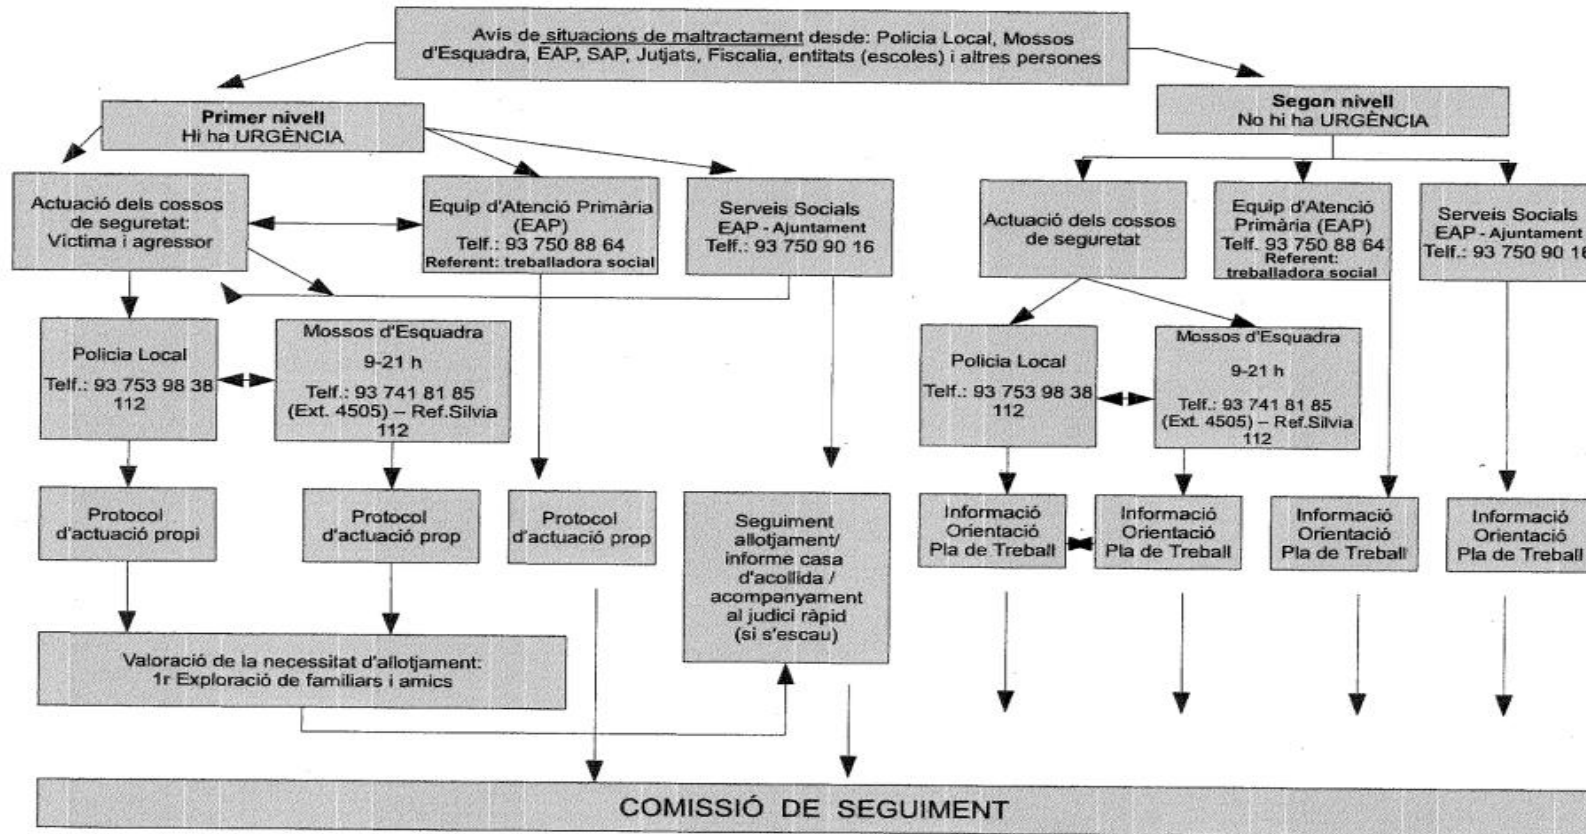 Avís de situacions de maltractament desde: Policia Local, Mossos
d'Esquadra, EAP, SAP, Jutjats, Fiscalia, entitats (escoles) i altres persones
Primer nivell
Hi ha URGÈNCIA
Segon nivell
No hi ha URGÈNCIA
Actuació dels cossos
de seguretat:
Víctima i agressor
Equip d'Atenció Primària
(EAP)
Telf.: 93 750 88 64
Referent: treballadora social
Serveis Socials
EAP - Ajuntament
Telf.: 93 750 90 16
Actuació dels cossos
de seguretat
Equip d'Atenció
Primària (EAP)
Telf. 93 750 88 64
Referent:
treballadora social
Serveis Socials
EAP - Ajuntament
Telf.: 93 750 90 16
Policia Local
Telf.: 93 753 98 38
112
Mossos d'Esquadra
9-21 h
Telf.: 93 741 81 85
(Ext. 4505) – Ref.Silvia
112
Policia Local
Telf.: 93 753 98 38
112
Mossos d'Esquadra
9-21 h
Telf.: 93 741 81 85
(Ext. 4505) – Ref.Silvia
112
Protocol
d'actuació propi
Protocol
d'actuació prop
Protocol
d'actuació prop
Seguiment
allotjament/
informe casa
d'acollida /
acompanyament
al judici ràpid
(si s'escau)
Informació
Orientació
Pla de Treball
Informació
Orientació
Pla de Treball
Informació
Orientació
Pla de Treball
Informació
Orientació
Pla de Treball
Valoració de la necessitat d'allotjament:
1r Exploració de familiars i amics
COMISSIÓ DE SEGUIMENT